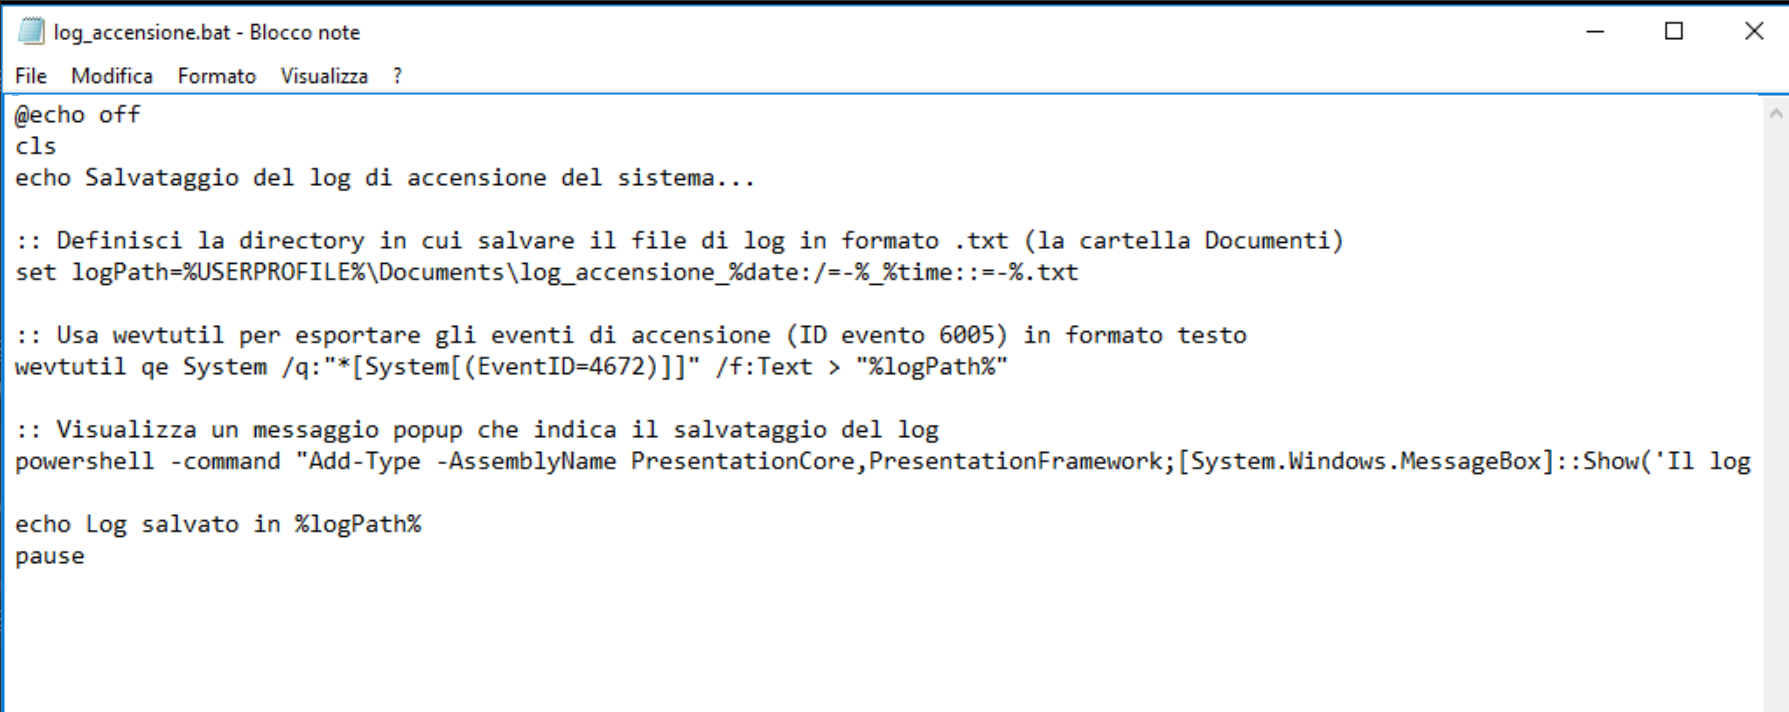 log_accensione.bat - Blocco note
File Modifica Formato Visualizza ?
@echo off
cls
echo Salvataggio del log di accensione del sistema...
:: Definisci la directory in cui salvare il file di log in formato .txt (la cartella Documenti)
set logPath=%USERPROFILE%\Documents\log_accensione_%date:/=-%_%time::=-%.txt
:: Usa wevtutil per esportare gli eventi di accensione (ID evento 6005) in formato testo
wevtutil qe System /q:"*[System[(EventID=4672)]]" /f:Text > "%logPath%"
:: Visualizza un messaggio popup che indica il salvataggio del log
powershell -command "Add-Type -AssemblyName PresentationCore,PresentationFramework;[System.Windows.MessageBox]::Show('Il log
echo Log salvato in %logPath%
pause